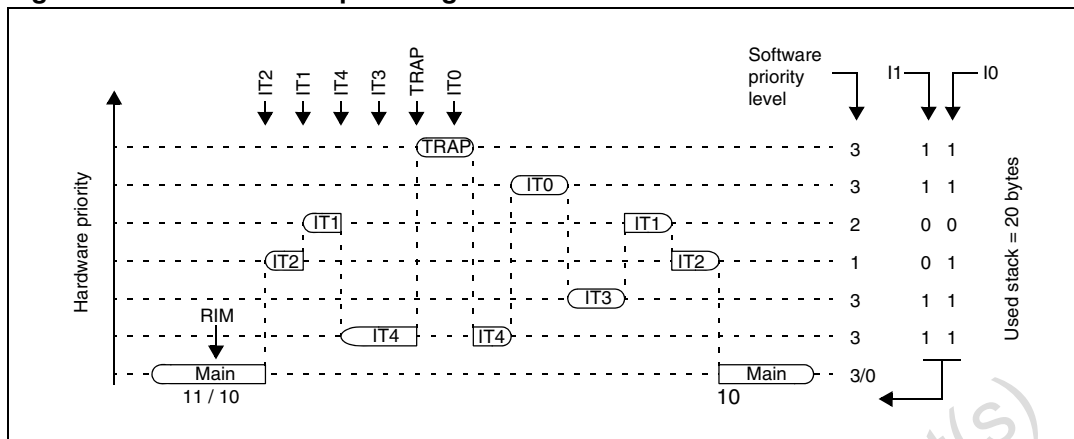 IT2
IT1
IT4
IT3
TRAP
IT0
Software
priority
level
I1
I0
TRAP
3
1 1
IT0
3
1 1
IT1
IT1
2
0 0
IT2
IT2
1
0 1
IT3
3
1 1
RIM
IT4
IT4
3
1 1
Main
Main
3/0
11 / 10
10
Hardware priority
Used stack = 20 bytes